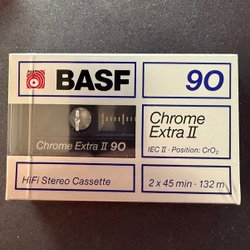 BASF
90
Chrome
Extra II
Chrome Extra II 90
IEC II · Position: CrO₂
HiFi Stereo Cassette
2 x 45 min · 132 m